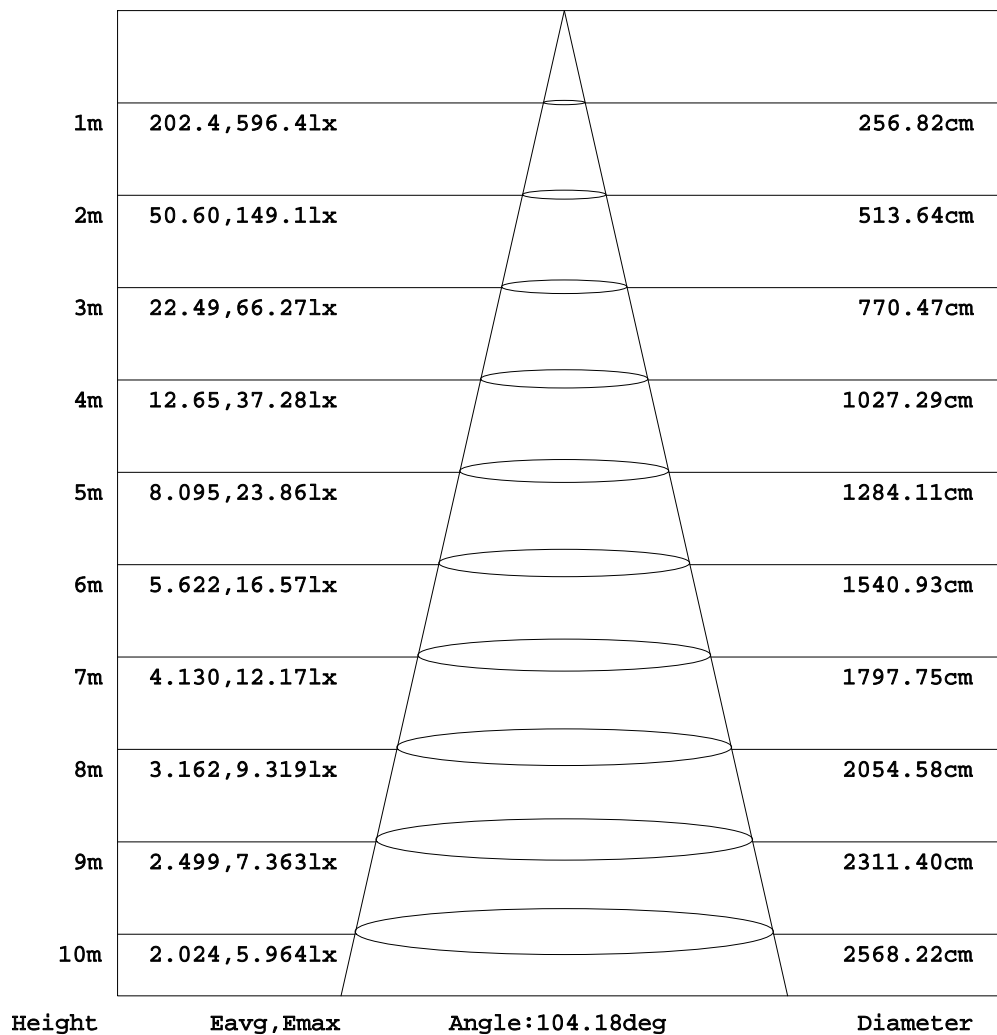 1m 202.4,596.4lx 256.82cm
2m 50.60,149.1lx 513.64cm
3m 22.49,66.27lx 770.47cm
4m 12.65,37.28lx 1027.29cm
5m 8.095,23.86lx 1284.11cm
6m 5.622,16.57lx 1540.93cm
7m 4.130,12.17lx 1797.75cm
8m 3.162,9.319lx 2054.58cm
9m 2.499,7.363lx 2311.40cm
10m 2.024,5.964lx 2568.22cm
Height Eavg,Emax Angle:104.18deg Diameter